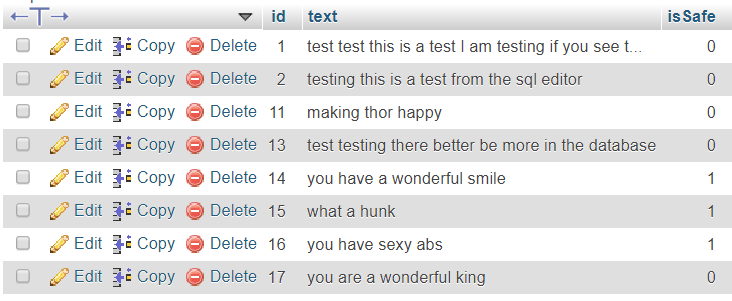 id text isSafe
Edit Copy Delete 1 test test this is a test I am testing if you see t... 0
Edit Copy Delete 2 testing this is a test from the sql editor 0
Edit Copy Delete 11 making thor happy 0
Edit Copy Delete 13 test testing there better be more in the database 0
Edit Copy Delete 14 you have a wonderful smile 1
Edit Copy Delete 15 what a hunk 1
Edit Copy Delete 16 you have sexy abs 1
Edit Copy Delete 17 you are a wonderful king 0